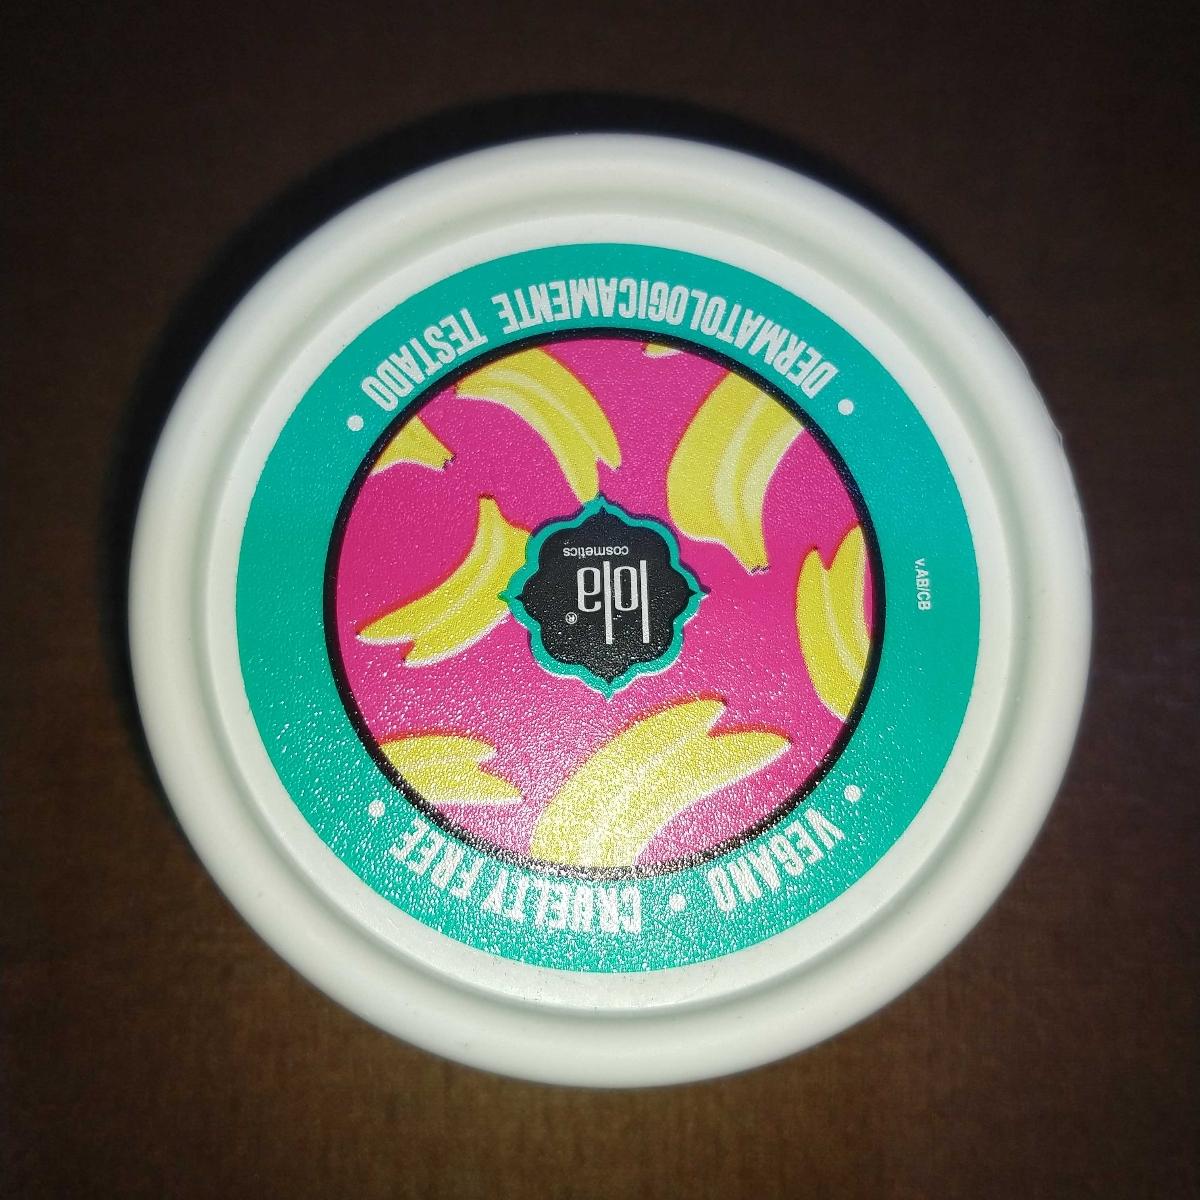 VEGANO • CRUELTY FREE
v.AB/CB
lola®
cosmetics
• DERMATOLOGICAMENTE TESTADO •